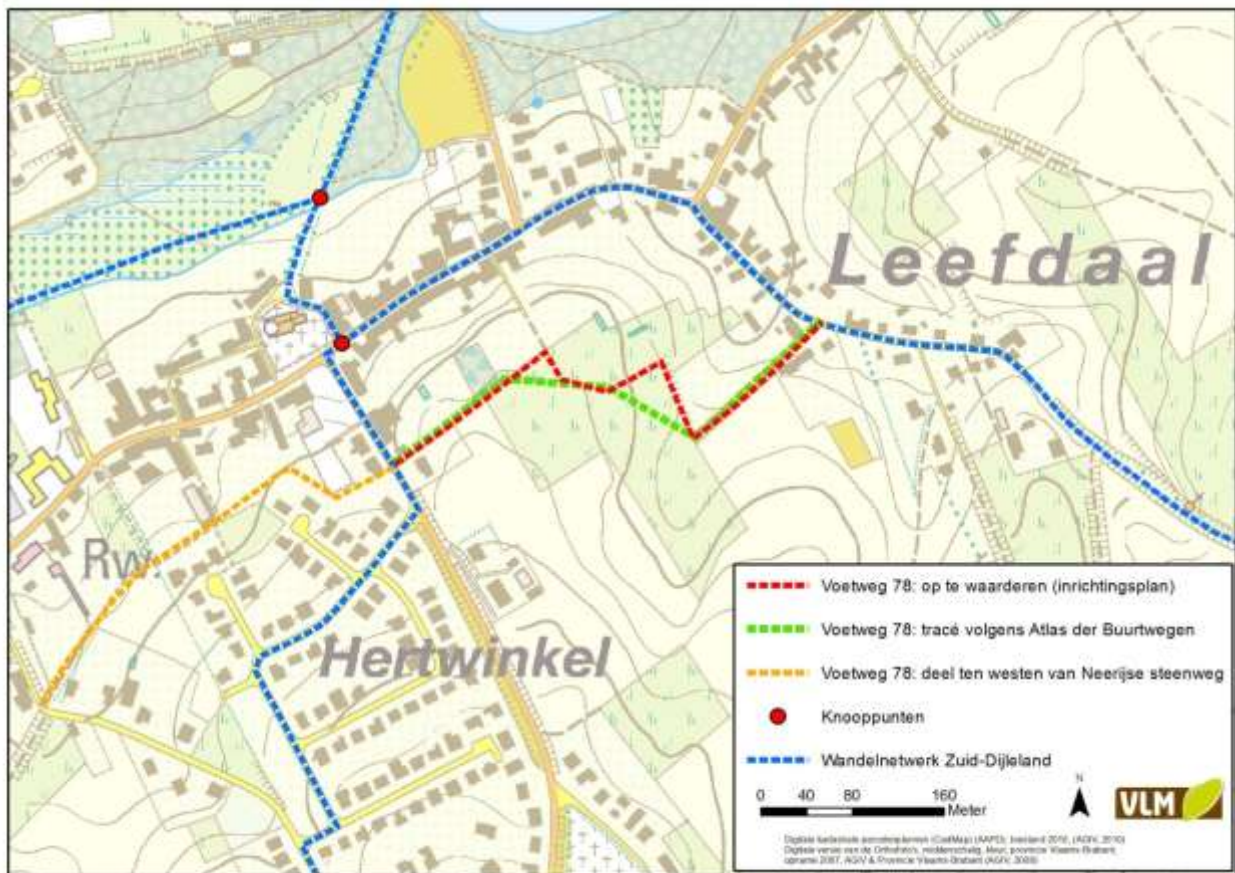 Leefdaal
Rw
Hertwinkel
Voetweg 78: op te waarderen (inrichtingsplan)
Voetweg 78: tracé volgens Atlas der Buurtwegen
Voetweg 78: deel ten westen van Neerijse steenweg
Knooppunten
Wandelnetwerk Zuid-Dijleland
0 40 80 160
Meter
N
VLM